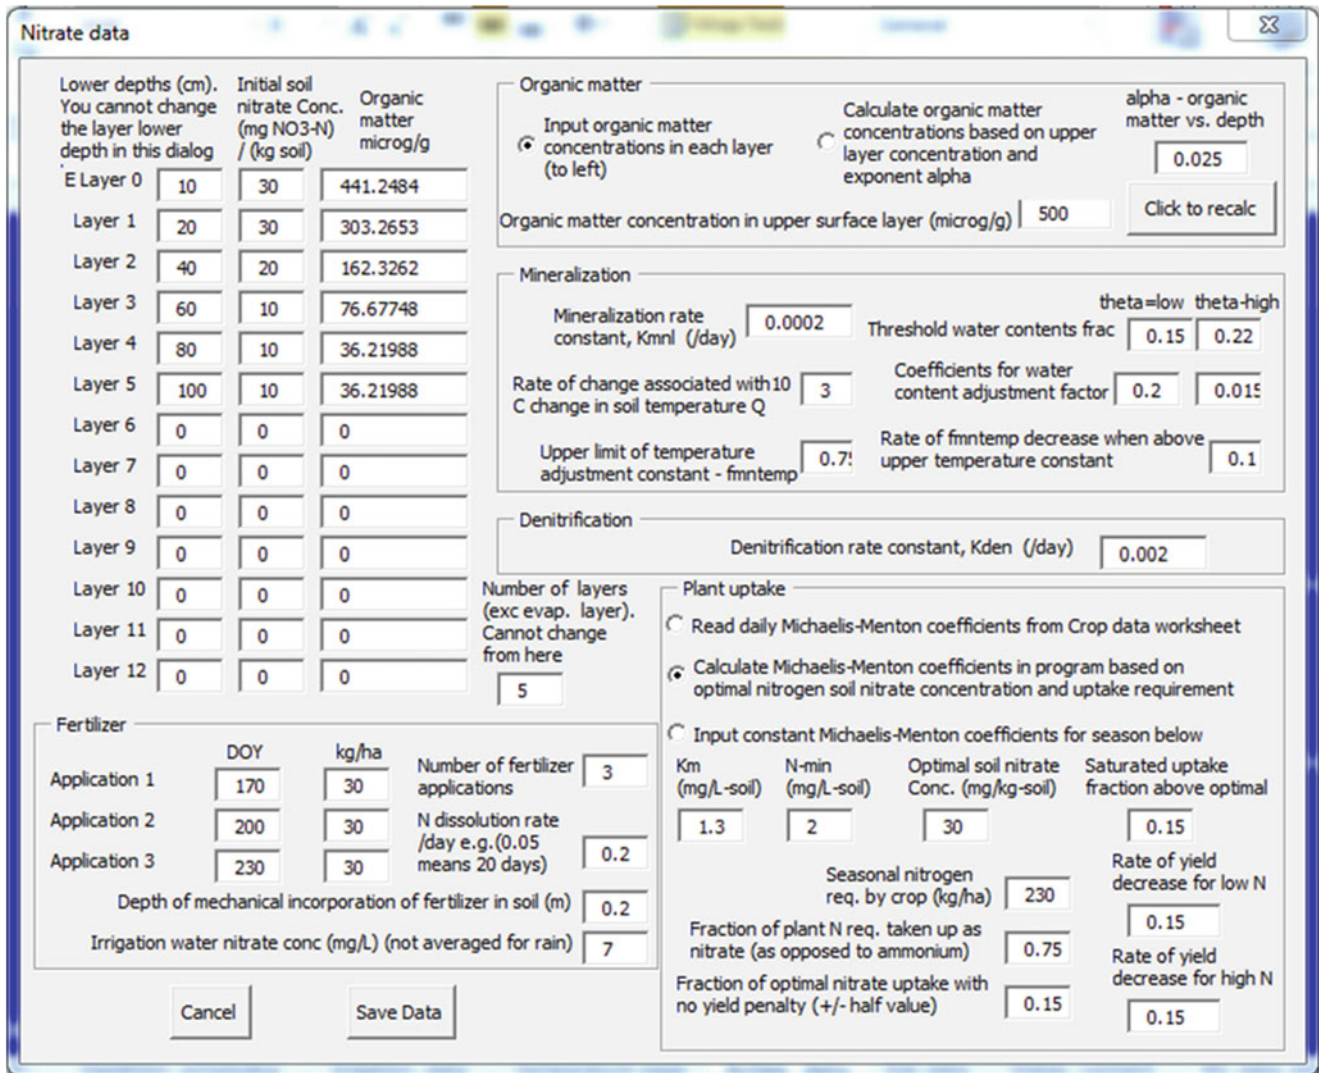 Nitrate data
Lower depths (cm).
You cannot change
the layer lower
depth in this dialog
Initial soil
nitrate Conc.
(mg NO3-N)
/ (kg soil)
Organic
matter
microg/g
E Layer 0 10 30 441.2484
Layer 1 20 30 303.2653
Layer 2 40 20 162.3262
Layer 3 60 10 76.67748
Layer 4 80 10 36.21988
Layer 5 100 10 36.21988
Layer 6 0 0 0
Layer 7 0 0 0
Layer 8 0 0 0
Layer 9 0 0 0
Layer 10 0 0 0
Layer 11 0 0 0
Layer 12 0 0 0
Number of layers
(exc evap. layer).
Cannot change
from here
5
Organic matter
Input organic matter
concentrations in each layer
(to left)
Calculate organic matter
concentrations based on upper
layer concentration and
exponent alpha
alpha - organic
matter vs. depth
0.025
Organic matter concentration in upper surface layer (microg/g) 500
Click to recalc
Mineralization
Mineralization rate
constant, Kmnl (/day)
0.0002
theta=low theta-high
Threshold water contents frac 0.15 0.22
Rate of change associated with10
C change in soil temperature Q
3
Coefficients for water
content adjustment factor 0.2 0.015
Upper limit of temperature
adjustment constant - fmntemp
0.75
Rate of fmntemp decrease when above
upper temperature constant
0.1
Denitrification
Denitrification rate constant, Kden (/day) 0.002
Plant uptake
Read daily Michaelis-Menton coefficients from Crop data worksheet
Calculate Michaelis-Menton coefficients in program based on
optimal nitrogen soil nitrate concentration and uptake requirement
Input constant Michaelis-Menton coefficients for season below
Km
(mg/L-soil)
1.3
N-min
(mg/L-soil)
2
Optimal soil nitrate
Conc. (mg/kg-soil)
30
Saturated uptake
fraction above optimal
0.15
Seasonal nitrogen
req. by crop (kg/ha)
230
Rate of yield
decrease for low N
0.15
Fraction of plant N req. taken up as
nitrate (as opposed to ammonium)
0.75
Rate of yield
decrease for high N
0.15
Fraction of optimal nitrate uptake with
no yield penalty (+/- half value)
0.15
Fertilizer
DOY kg/ha
Application 1 170 30
Application 2 200 30
Application 3 230 30
Number of fertilizer
applications
3
N dissolution rate
/day e.g.(0.05
means 20 days)
0.2
Depth of mechanical incorporation of fertilizer in soil (m) 0.2
Irrigation water nitrate conc (mg/L) (not averaged for rain) 7
Cancel
Save Data